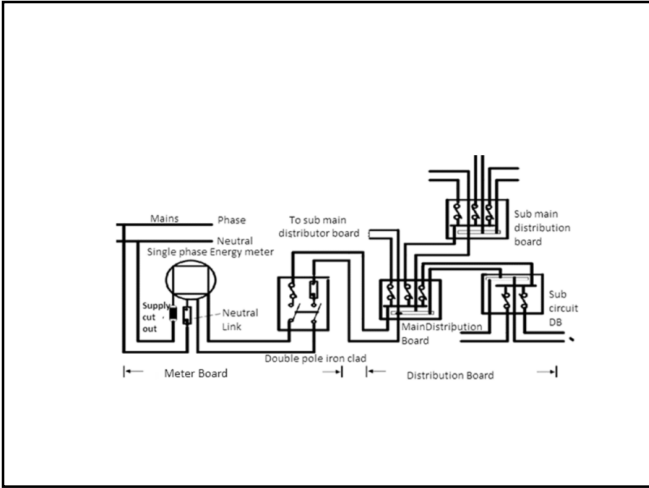 Mains
Phase
Neutral
Single phase Energy meter
Supply
cut
out
Neutral
Link
To sub main
distributor board
Double pole iron clad
Sub main
distribution
board
MainDistribution
Board
Sub
circuit
DB
Meter Board
Distribution Board